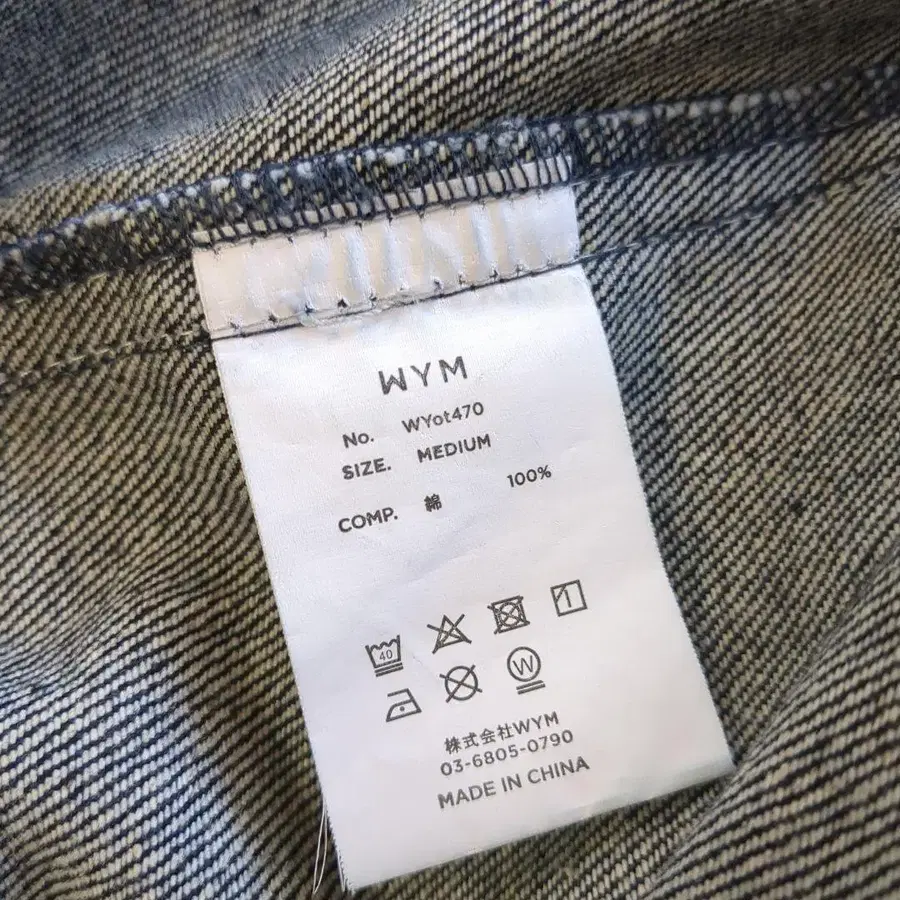 WYM
No. WYot470
SIZE. MEDIUM
COMP. 綿 100%
40
W
株式会社WYM
03-6805-0790
MADE IN CHINA